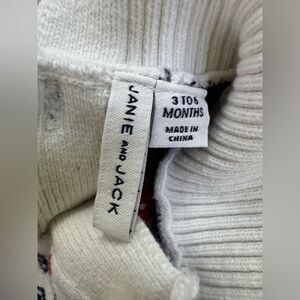 JANIE AND JACK
3 TO 6
MONTHS
MADE IN
CHINA